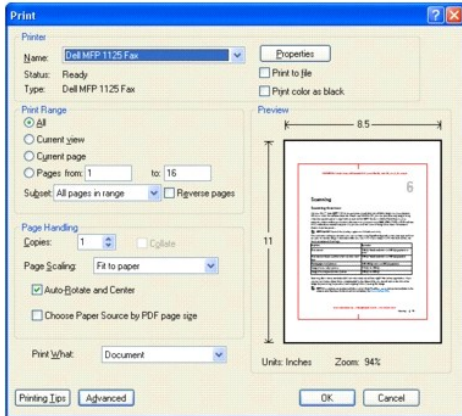 Print
Printer
Name: Dell MFP 1125 Fax
Properties
Status: Ready
Print to file
Type: Dell MFP 1125 Fax
Print color as black
Print Range
All
Current view
Current page
Pages from: 1 to: 16
Subset: All pages in range
Reverse pages
Page Handling
Copies: 1
Collate
Page Scaling: Fit to paper
Auto-Rotate and Center
Choose Paper Source by PDF page size
Print What: Document
Preview
8.5
11
6
Scanning
Units: Inches Zoom: 94%
Printing Tips
Advanced
OK
Cancel